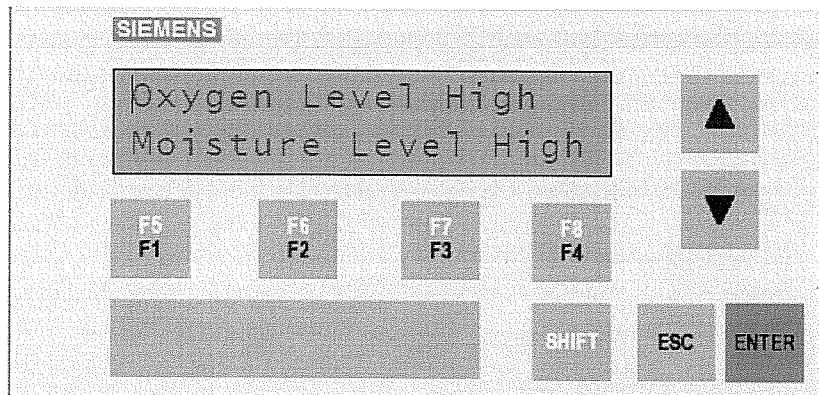 SIEMENS
Oxygen Level High
Moisture Level High
F5 F6 F7 F8
F1 F2 F3 F4
SHIFT ESC ENTER